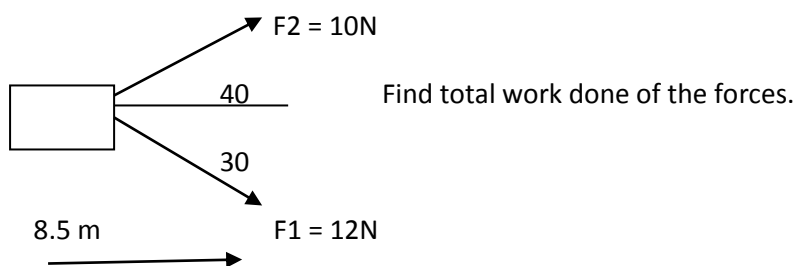 F2 = 10N
40
Find total work done of the forces.
30
8.5 m
F1 = 12N